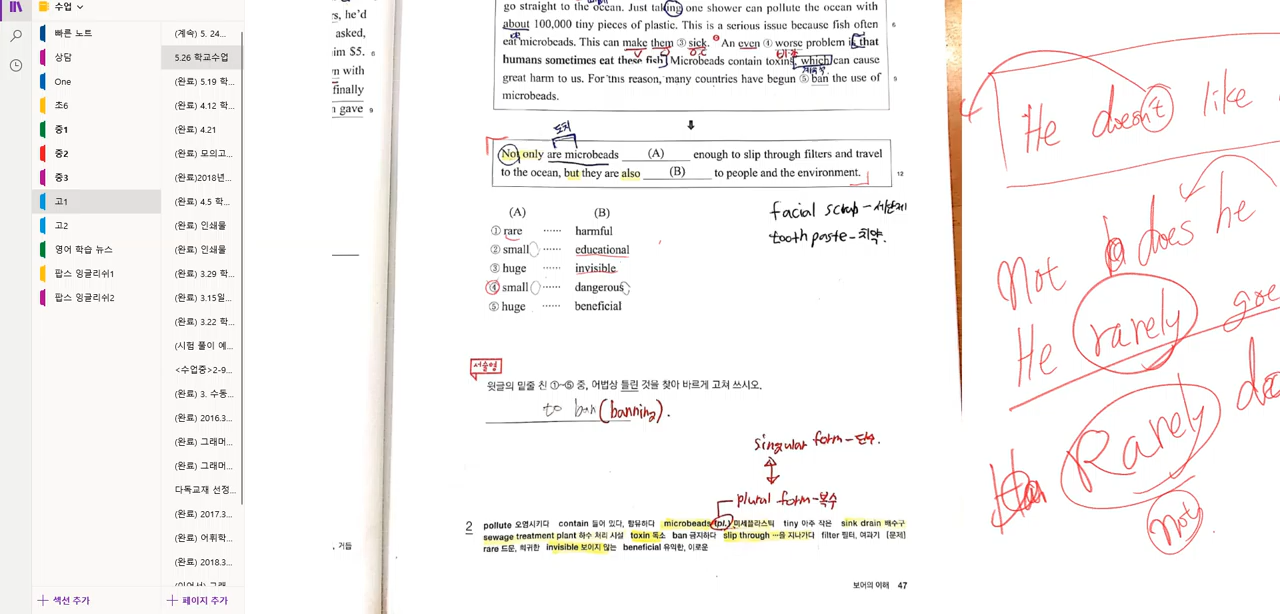 수업
빠른 노트
상담
One
초6
중1
중2
중3
고1
고2
영어 학습 뉴스
팝스 잉글리쉬1
팝스 잉글리쉬2
섹션 추가
(계속) 5. 24...
5.26 학교수업
(완료) 5.19 학...
(완료) 4.12 학...
(완료) 4.21
(완료) 모의고...
(완료)2018년...
(완료) 4.5 학...
(완료) 인쇄물
(완료) 인쇄물
(완료) 3.29 학...
(완료) 3.15일...
(완료) 3.22 학...
(시험 풀이 예...
<수업중>2-9...
(완료) 3. 수동...
(완료) 2016.3...
(완료) 그래머...
(완료) 그래머...
다독교재 선정...
(완료) 2017.3...
(완료) 어휘학...
(완료) 2018.3...
페이지 추가
s, he'd
asked,
im $5. 6
n with
finally
gave 9
, 거듭
go straight to the ocean. Just taking one shower can pollute the ocean with
about 100,000 tiny pieces of plastic. This is a serious issue because fish often 6
eat microbeads. This can make them ③ sick. An even ④ worse problem is that
humans sometimes eat these fish. Microbeads contain toxins, which can cause
great harm to us. For this reason, many countries have begun ⑤ ban the use of 9
microbeads.
도치
Not only are microbeads (A) enough to slip through filters and travel
to the ocean, but they are also (B) to people and the environment. 12
(A) (B)
① rare ...... harmful
② small ...... educational
③ huge ...... invisible
④ small ...... dangerous
⑤ huge ...... beneficial
facial scrub - 세안제
tooth paste - 치약.
서술형
윗글의 밑줄 친 ①~⑤ 중, 어법상 틀린 것을 찾아 바르게 고쳐 쓰시오.
to ban (banning).
singular form - 단수.
plural form - 복수
2 pollute 오염시키다 contain 들어 있다, 함유하다 microbeads (pl.) 미세플라스틱 tiny 아주 작은 sink drain 배수구
sewage treatment plant 하수 처리 시설 toxin 독소 ban 금지하다 slip through …을 지나가다 filter 필터, 여과기 [문제]
rare 드문, 희귀한 invisible 보이지 않는 beneficial 유익한, 이로운
보어의 이해 47
He doesn't like
Not does he
He rarely goe
Rarely doe
not